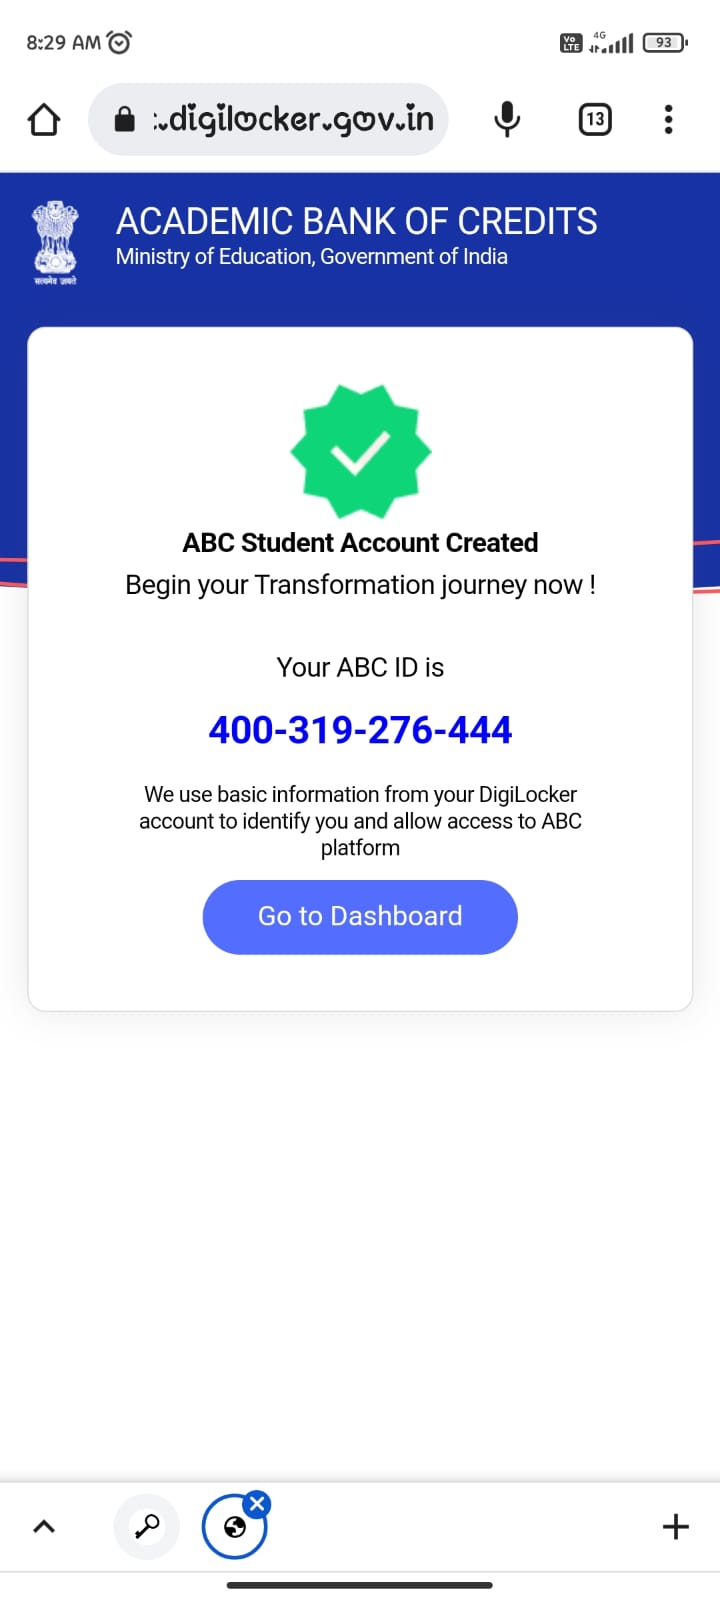 8:29 AM
Vo LTE 4G 93
:.digilocker.gov.in 13
ACADEMIC BANK OF CREDITS
Ministry of Education, Government of India
सत्यमेव जयते
ABC Student Account Created
Begin your Transformation journey now !
Your ABC ID is
400-319-276-444
We use basic information from your DigiLocker
account to identify you and allow access to ABC
platform
Go to Dashboard